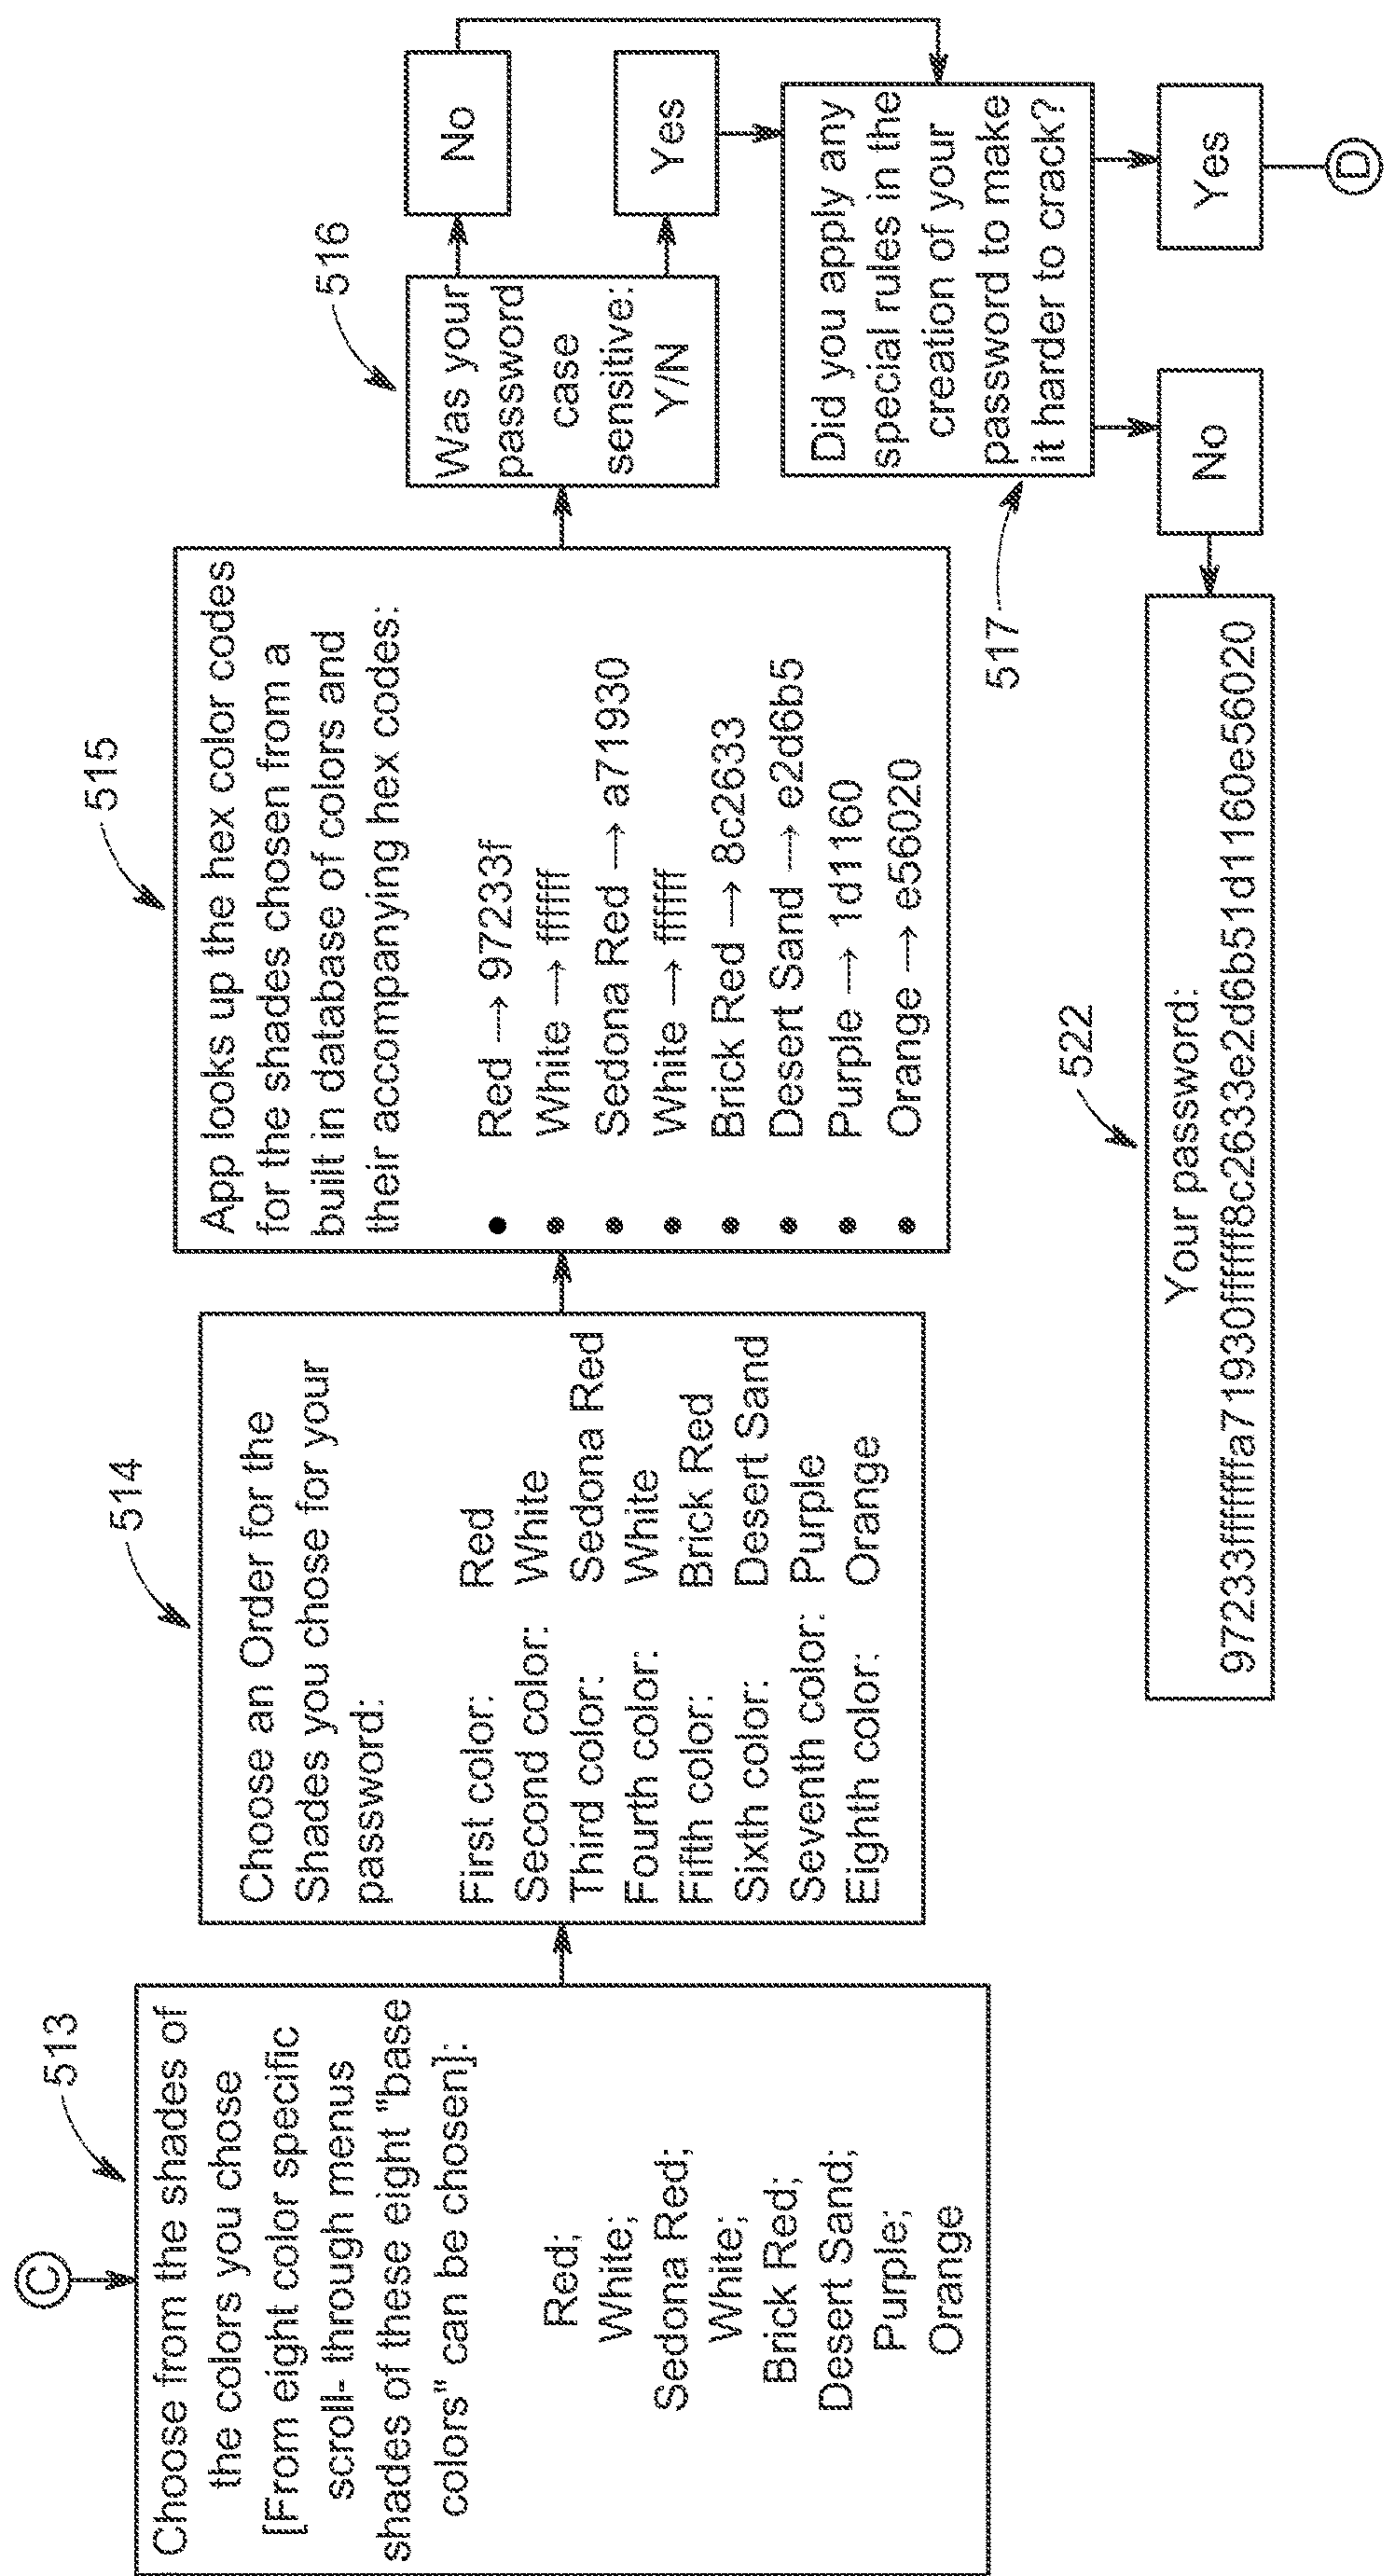 C
513
Choose from the shades of
the colors you chose
[From eight color specific
scroll- through menus
shades of these eight "base
colors" can be chosen]:
Red;
White;
Sedona Red;
White;
Brick Red;
Desert Sand;
Purple;
Orange
514
Choose an Order for the
Shades you chose for your
password:
First color: Red
Second color: White
Third color: Sedona Red
Fourth color: White
Fifth color: Brick Red
Sixth color: Desert Sand
Seventh color: Purple
Eighth color: Orange
515
App looks up the hex color codes
for the shades chosen from a
built in database of colors and
their accompanying hex codes:
• Red → 97233f
• White → ffffff
• Sedona Red → a71930
• White → ffffff
• Brick Red → 8c2633
• Desert Sand → e2d6b5
• Purple → 1d1160
• Orange → e56020
516
Was your
password
case
sensitive:
Y/N
No
Yes
517
Did you apply any
special rules in the
creation of your
password to make
it harder to crack?
No
Yes
D
522
Your password:
97233fffffffa71930ffffff8c2633e2d6b51d1160e56020